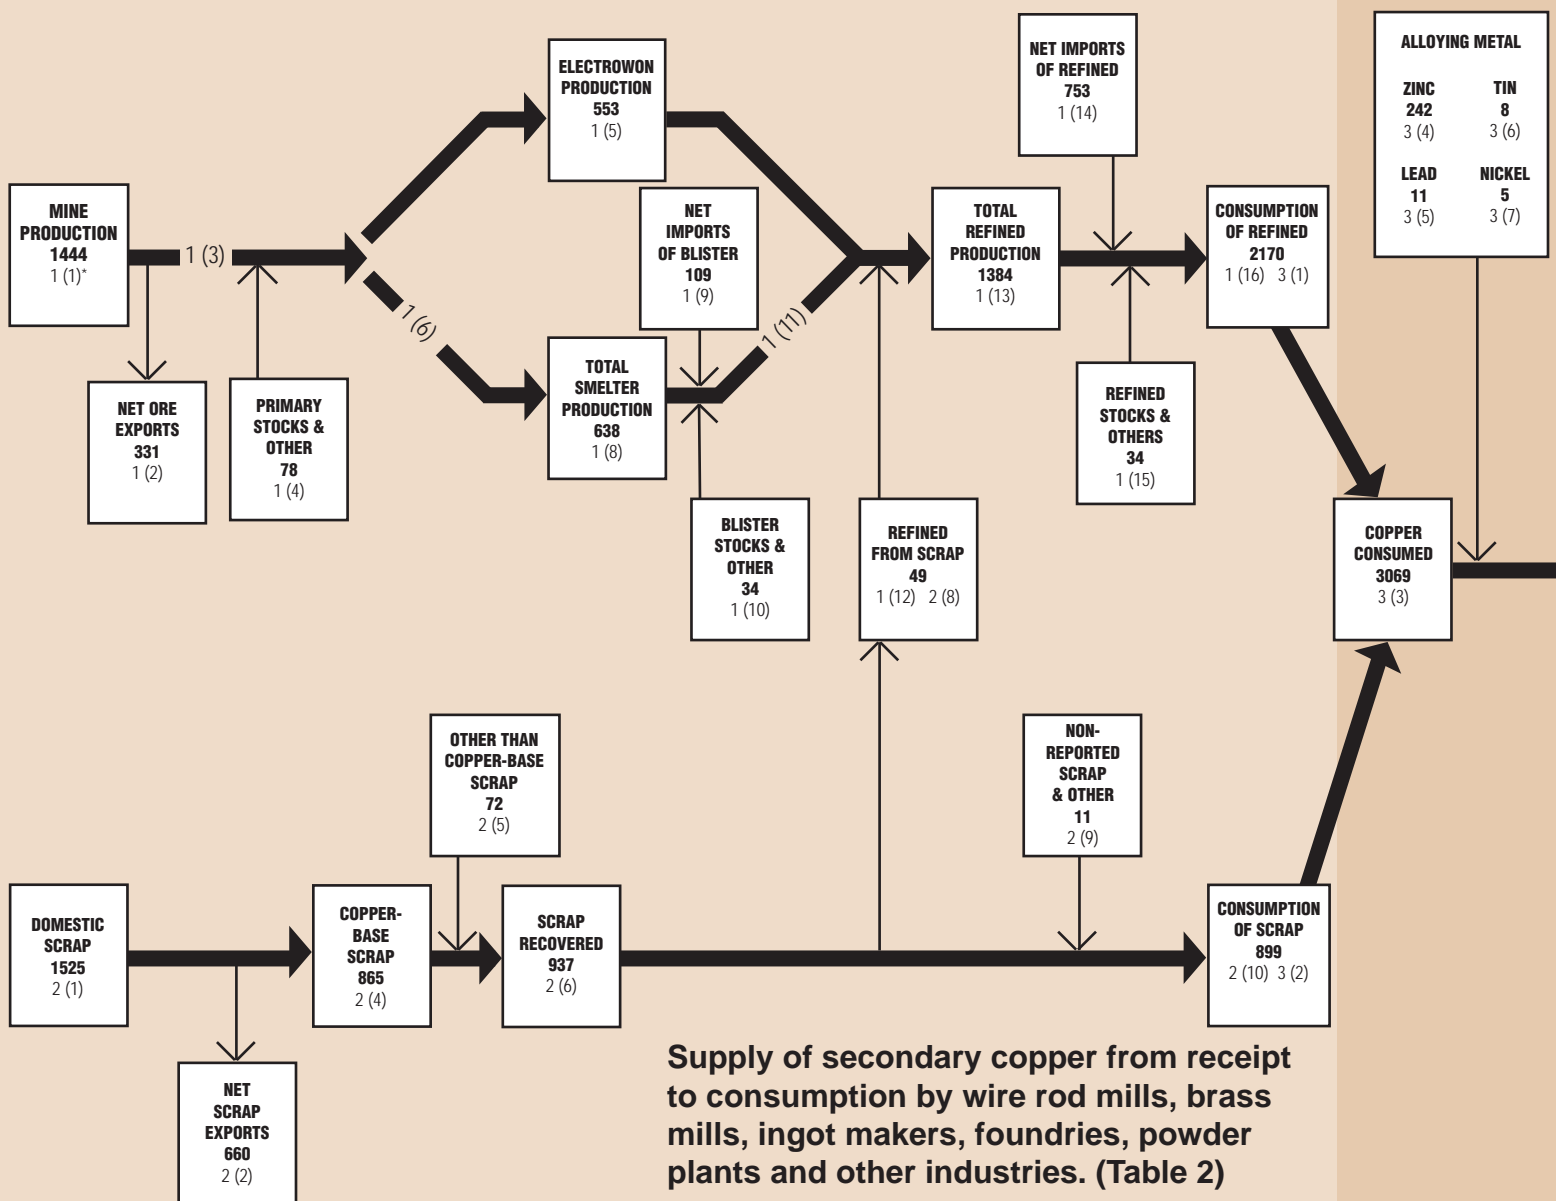 ELECTROWON
PRODUCTION
553
1 (5)
NET IMPORTS
OF REFINED
753
1 (14)
ALLOYING METAL
ZINC
242
3 (4)
TIN
8
3 (6)
LEAD
11
3 (5)
NICKEL
5
3 (7)
MINE
PRODUCTION
1444
1 (1)*
1 (3)
NET
IMPORTS
OF BLISTER
109
1 (9)
TOTAL
REFINED
PRODUCTION
1384
1 (13)
CONSUMPTION
OF REFINED
2170
1 (16) 3 (1)
1 (6)
1 (11)
NET ORE
EXPORTS
331
1 (2)
PRIMARY
STOCKS &
OTHER
78
1 (4)
TOTAL
SMELTER
PRODUCTION
638
1 (8)
REFINED
STOCKS &
OTHERS
34
1 (15)
BLISTER
STOCKS &
OTHER
34
1 (10)
REFINED
FROM SCRAP
49
1 (12) 2 (8)
COPPER
CONSUMED
3069
3 (3)
OTHER THAN
COPPER-BASE
SCRAP
72
2 (5)
NON-
REPORTED
SCRAP
& OTHER
11
2 (9)
DOMESTIC
SCRAP
1525
2 (1)
COPPER-
BASE
SCRAP
865
2 (4)
SCRAP
RECOVERED
937
2 (6)
CONSUMPTION
OF SCRAP
899
2 (10) 3 (2)
NET
SCRAP
EXPORTS
660
2 (2)
Supply of secondary copper from receipt
to consumption by wire rod mills, brass
mills, ingot makers, foundries, powder
plants and other industries. (Table 2)